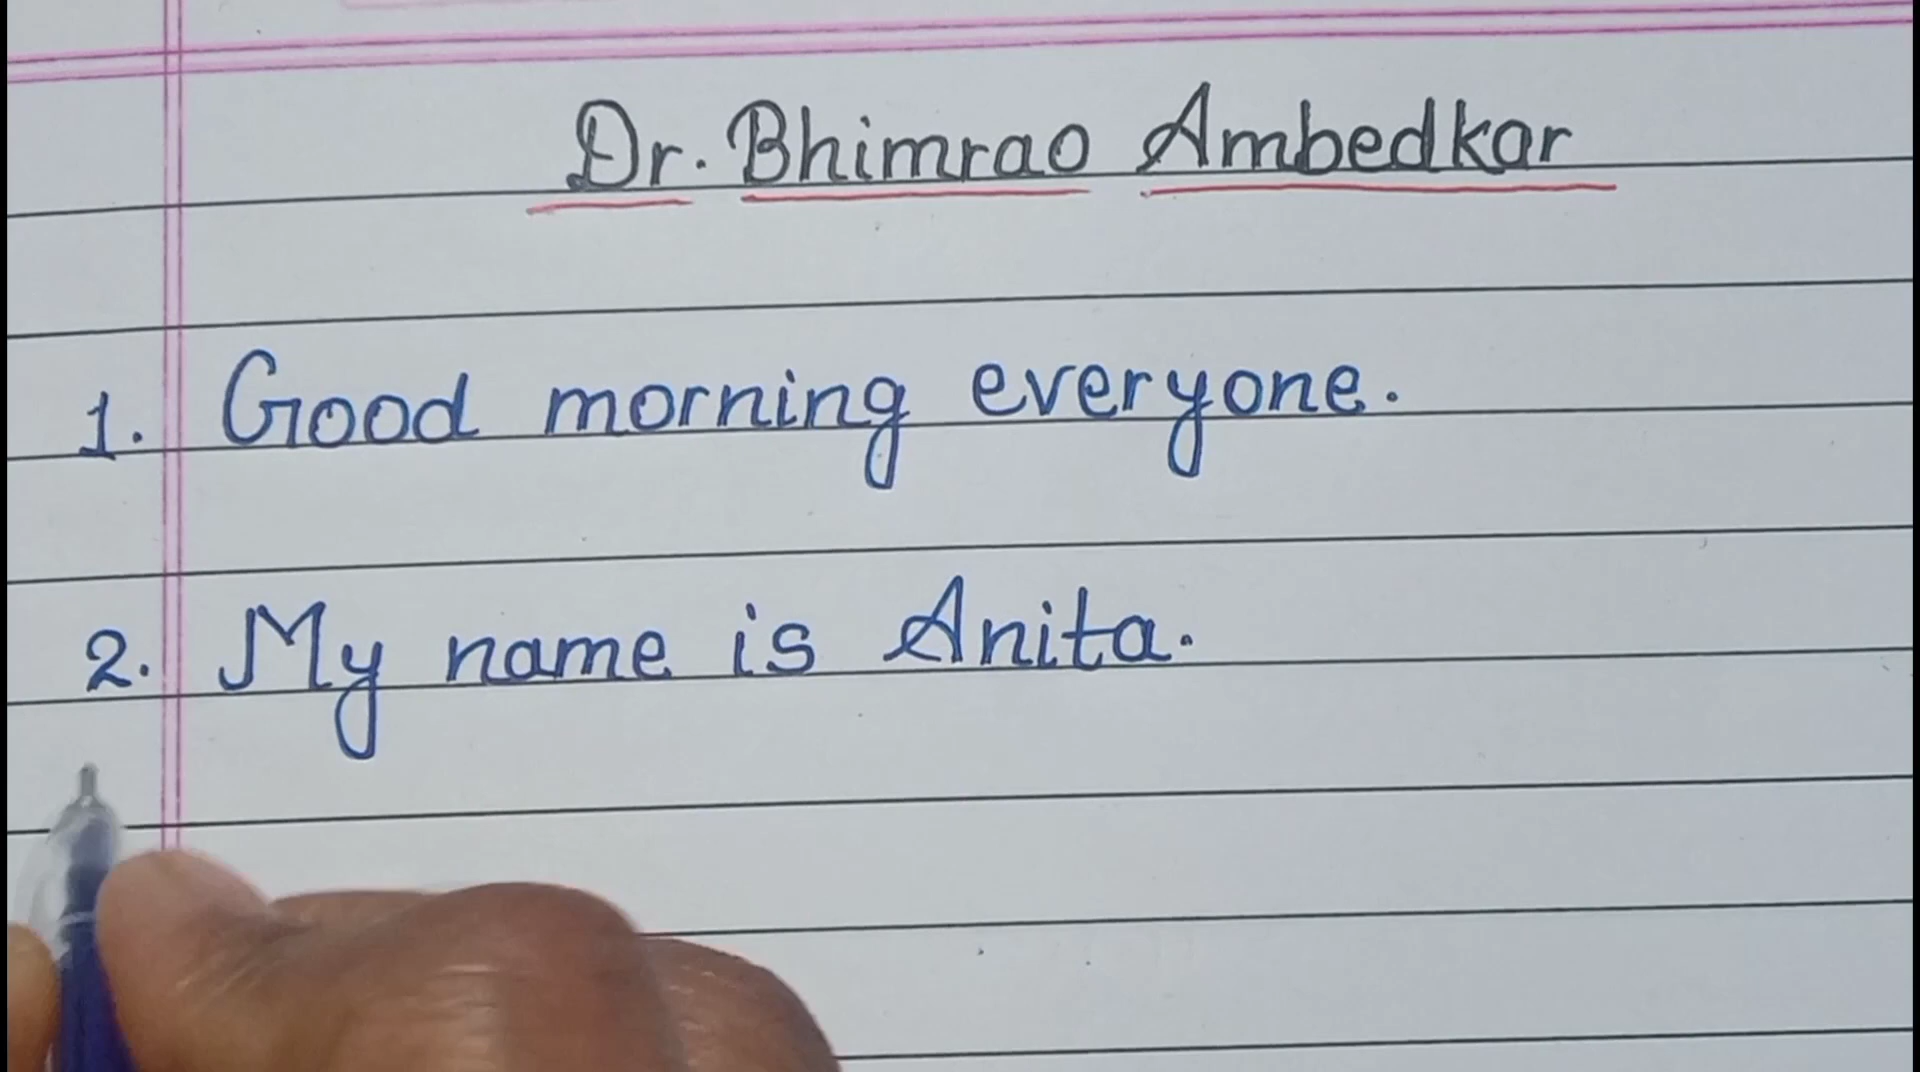 Dr. Bhimrao Ambedkar
1. Good morning everyone.
2. My name is Anita.